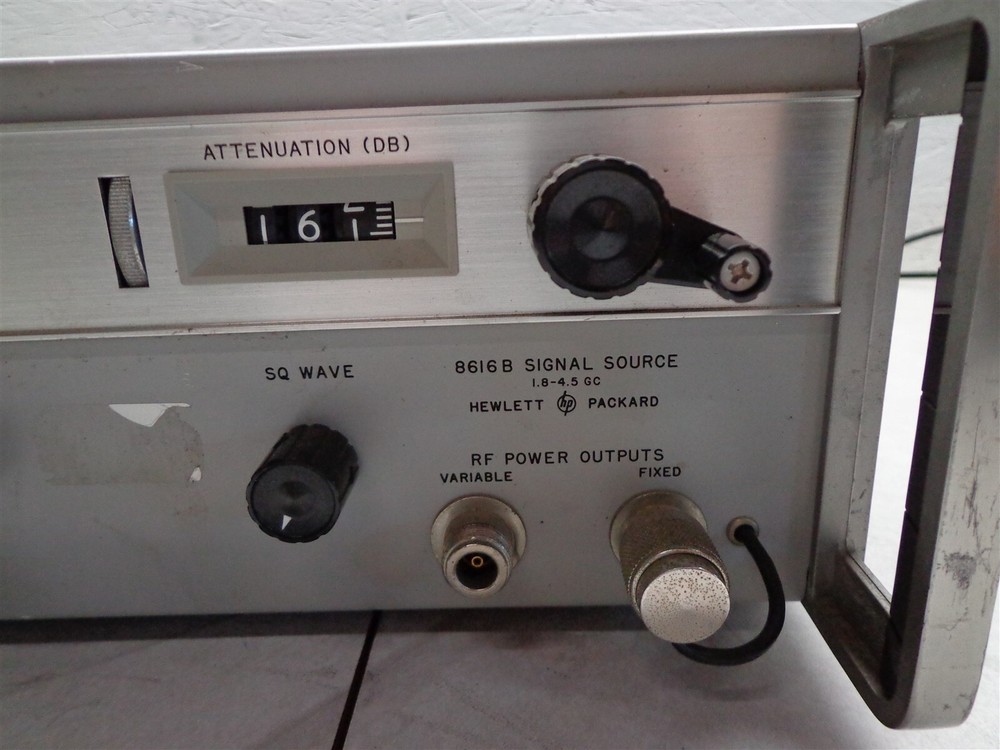 ATTENUATION (DB)
161
SQ WAVE
8616B SIGNAL SOURCE
1.8-4.5 GC
HEWLETT hp PACKARD
RF POWER OUTPUTS
VARIABLE
FIXED